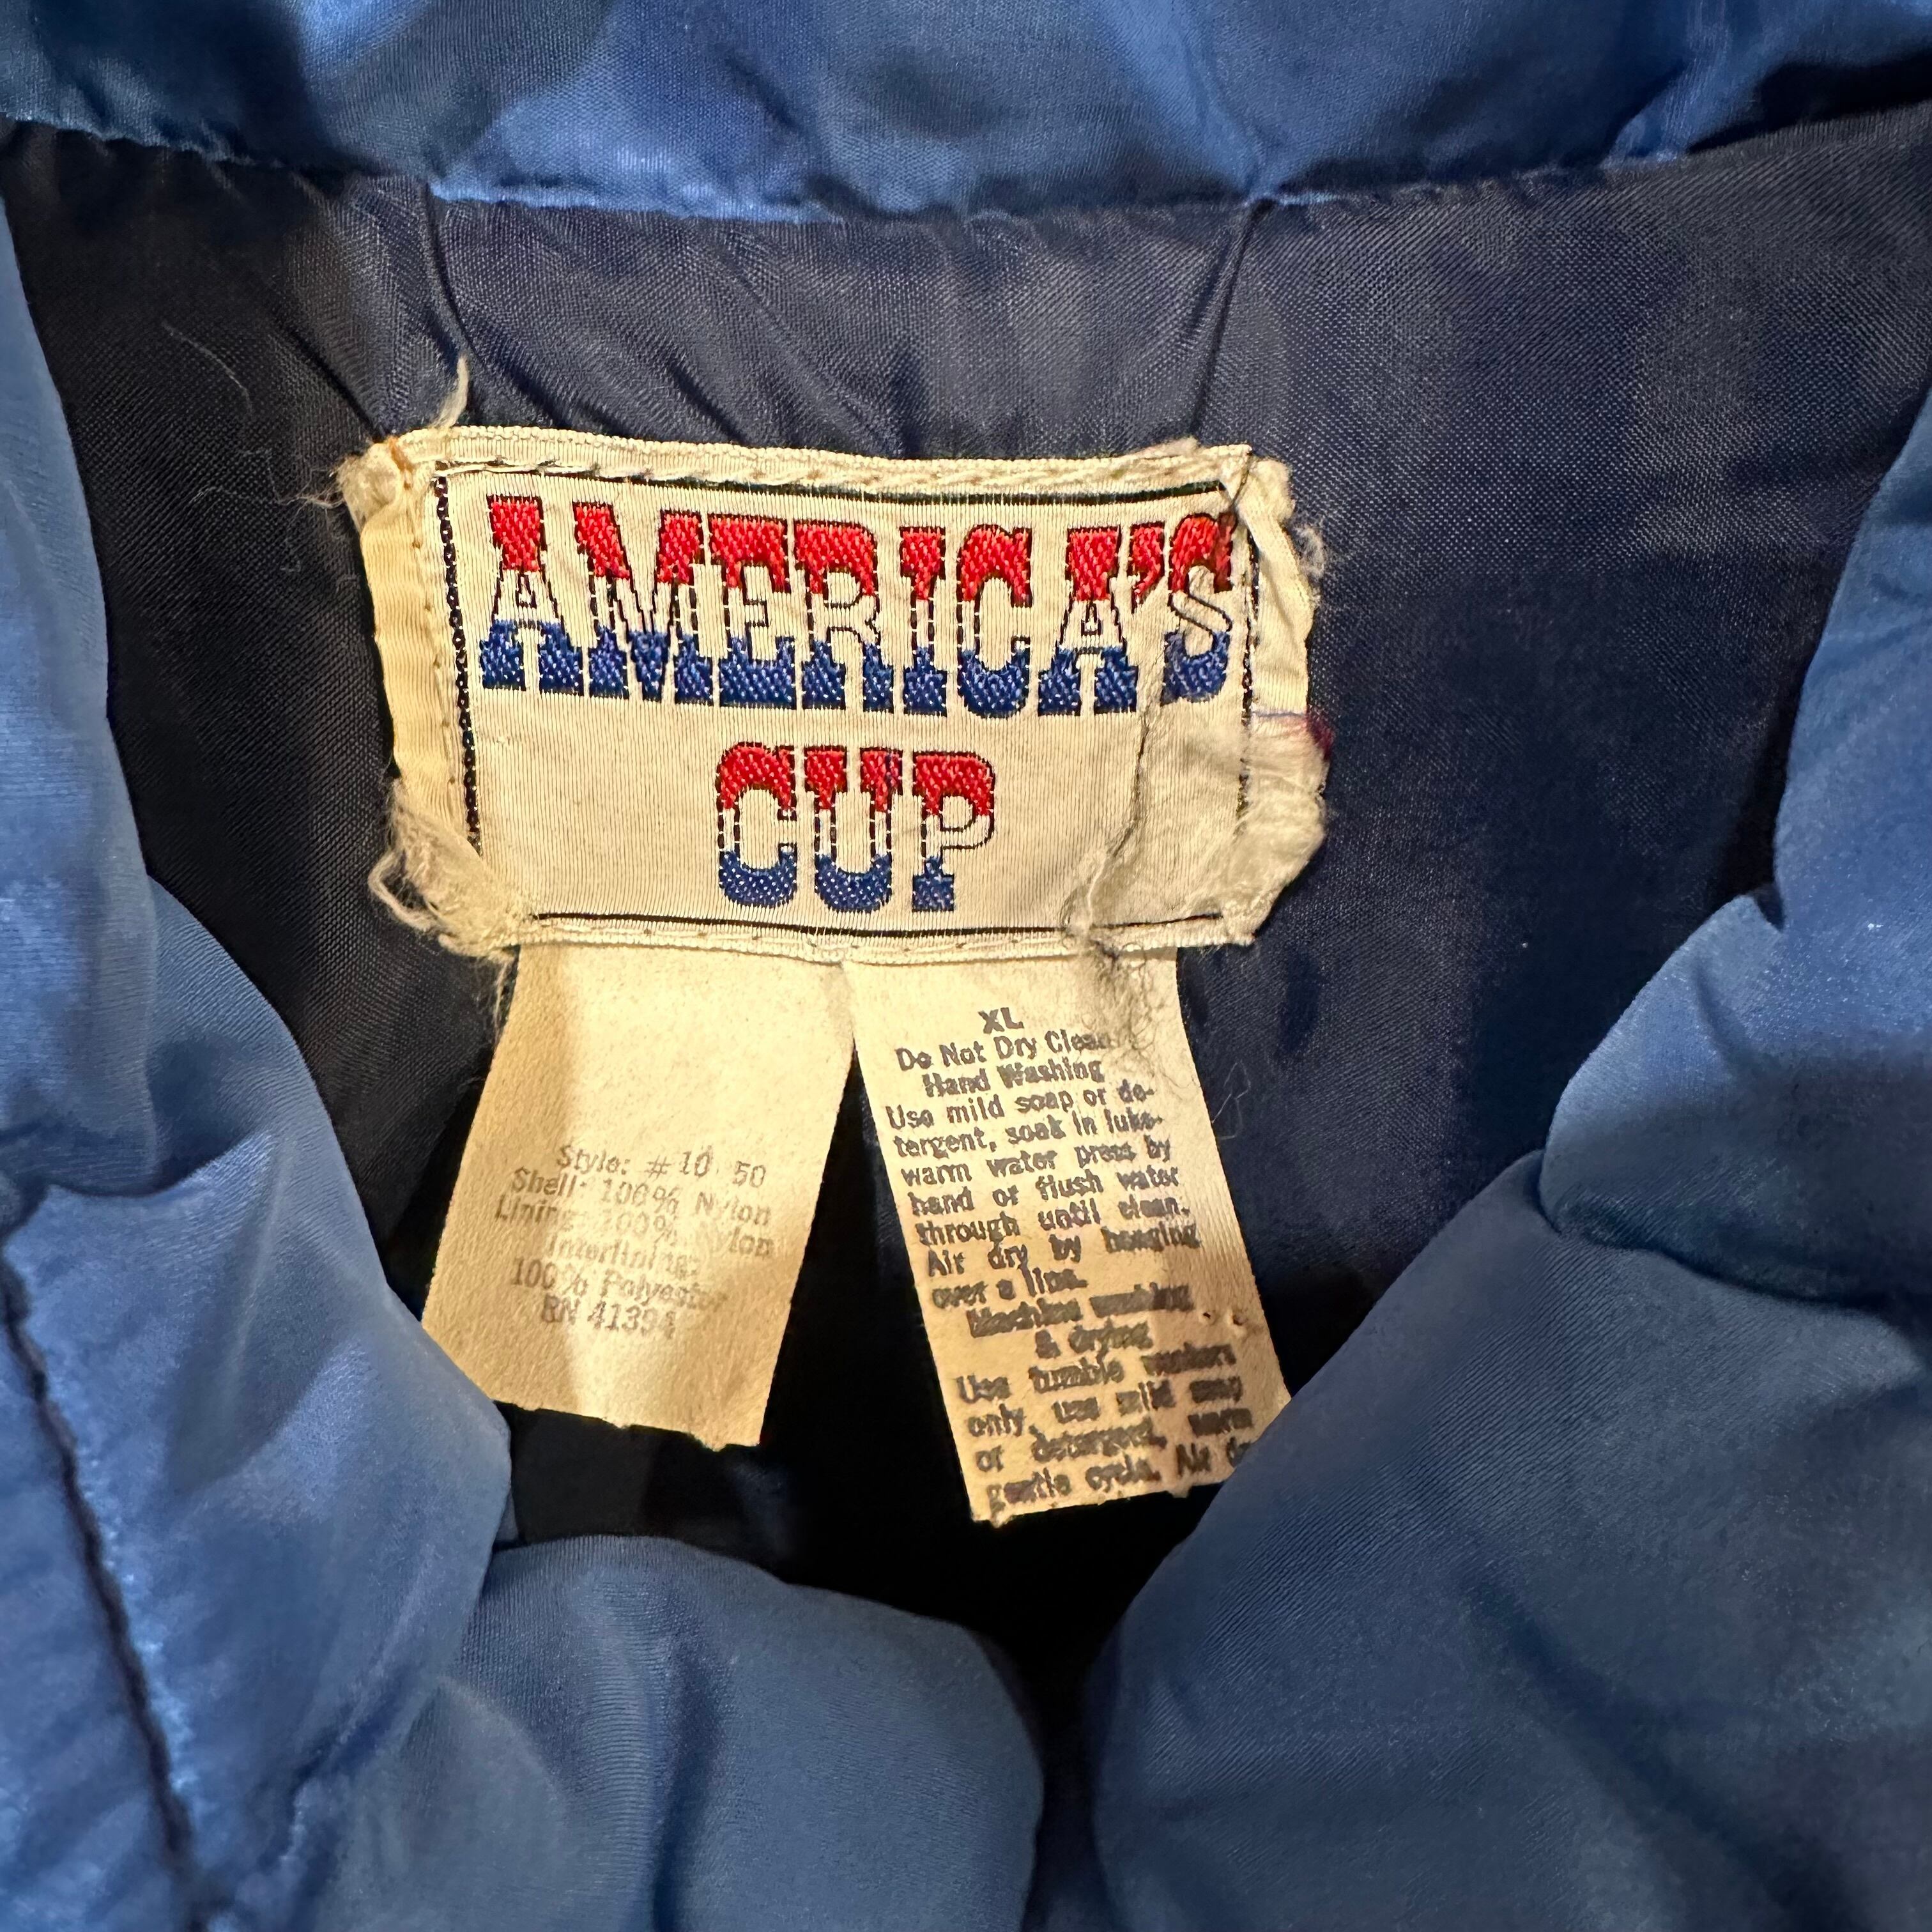 AMERICA'S
CUP
Style: #10 50
Shell: 100% Nylon
Lining: 100% Nylon
Interlining:
100% Polyester
RN 41394
XL
Do Not Dry Clean
Hand Washing
Use mild soap or de-
tergent, soak in luke-
warm water press by
hand or flush water
through until clean.
Air dry by hanging
over a line.
Machine washing
& drying
Use tumble washers
only, use mild soap
or detergent, warm
gentle cycle. Air